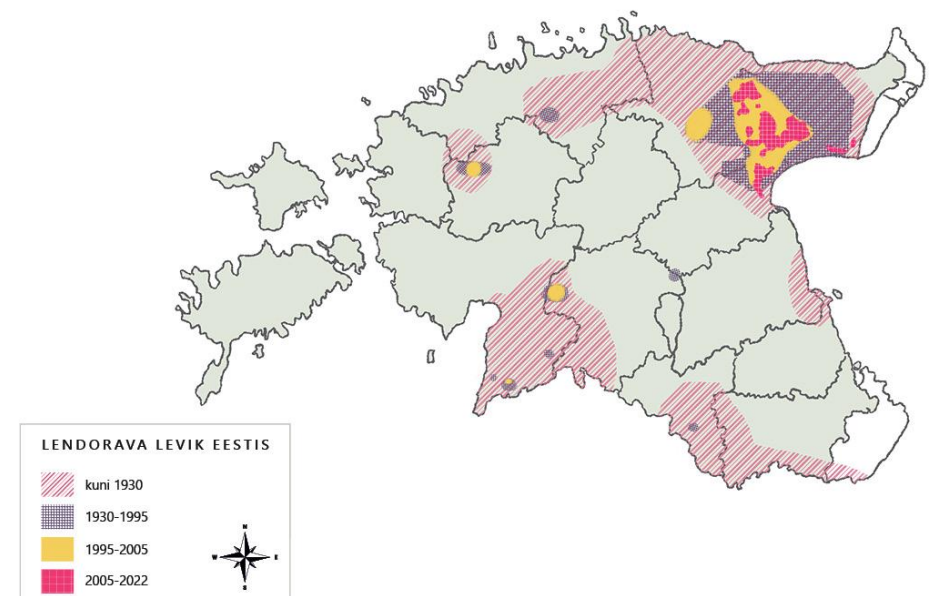 LENDORAVA LEVIK EESTIS
kuni 1930
1930-1995
1995-2005
2005-2022
N
W
E
S